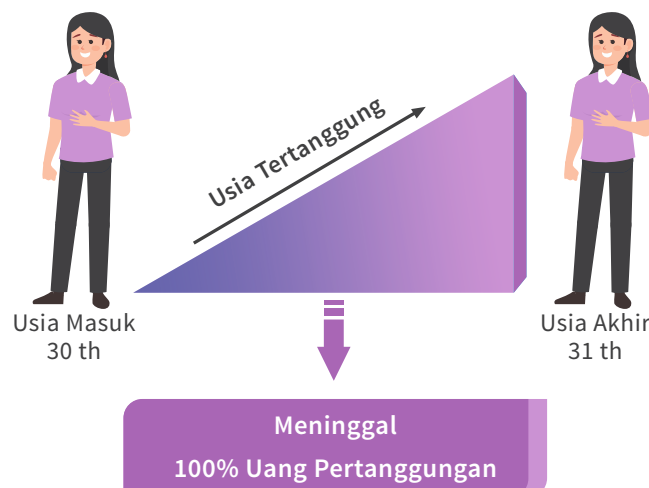 Usia Tertanggung
Usia Masuk
30 th
Usia Akhir
31 th
Meninggal
100% Uang Pertanggungan